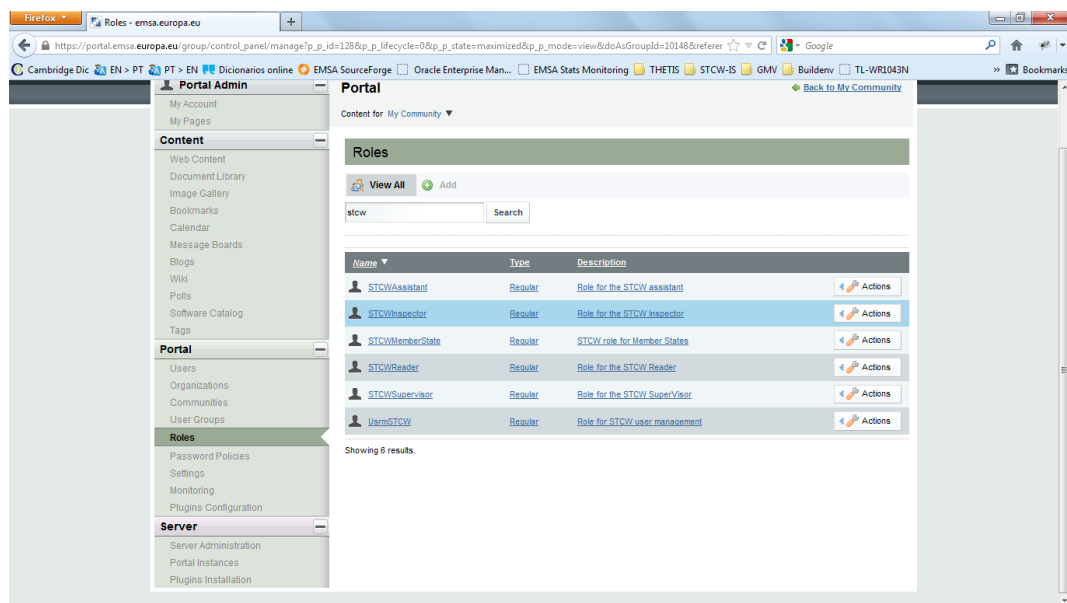 Firefox
Roles - emsa.europa.eu
https://portal.emsa.europa.eu/group/control_panel/manage?p_p_id=128&p_p_lifecycle=0&p_p_state=maximized&p_p_mode=view&doAsGroupId=10148&referer
Google
Cambridge Dic EN > PT PT > EN Dicionarios online EMSA SourceForge Oracle Enterprise Man... EMSA Stats Monitoring THETIS STCW-IS GMV Buildenv TL-WR1043N » Bookmarks
Portal Admin
My Account
My Pages
Content
Web Content
Document Library
Image Gallery
Bookmarks
Calendar
Message Boards
Blogs
Wiki
Polls
Software Catalog
Tags
Portal
Users
Organizations
Communities
User Groups
Roles
Password Policies
Settings
Monitoring
Plugins Configuration
Server
Server Administration
Portal Instances
Plugins Installation
Portal
Back to My Community
Content for My Community ▼
Roles
View All Add
stcw Search
Name ▼ Type Description
STCWAssistant Regular Role for the STCW assistant Actions
STCWInspector Regular Role for the STCW Inspector Actions
STCWMemberState Regular STCW role for Member States Actions
STCWReader Regular Role for the STCW Reader Actions
STCWSupervisor Regular Role for the STCW SuperVisor Actions
UsrmSTCW Regular Role for STCW user management Actions
Showing 6 results.